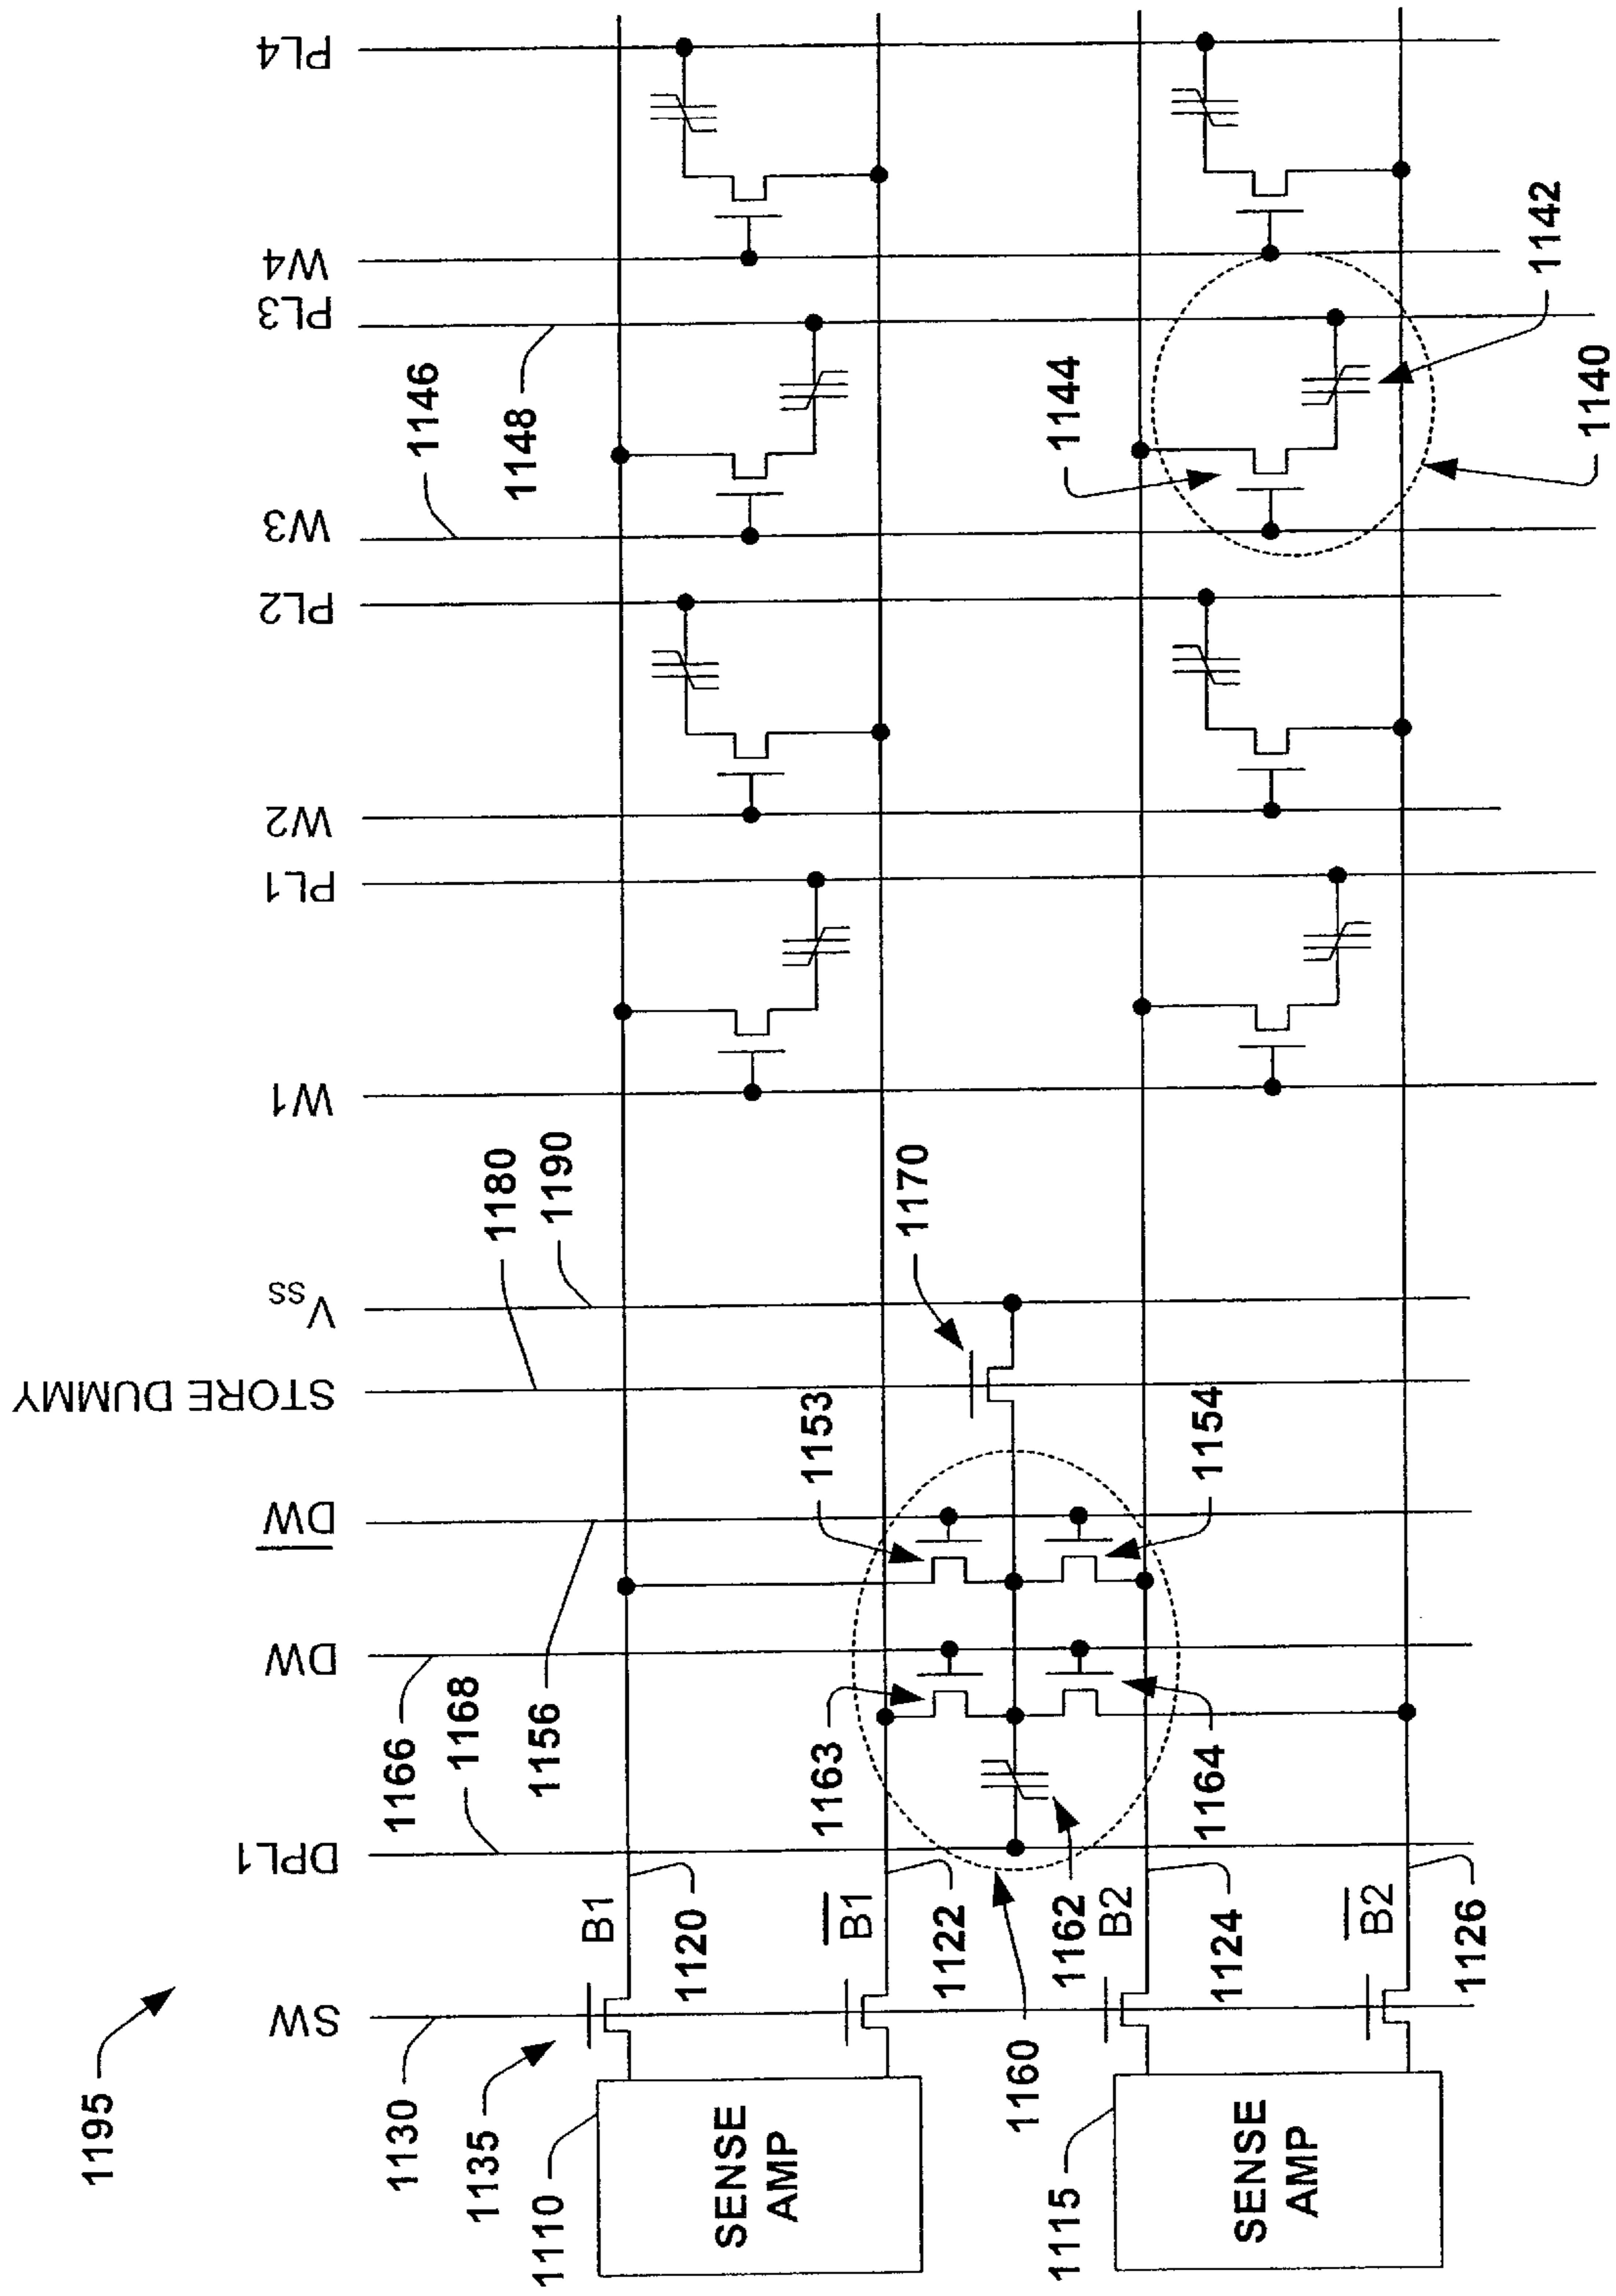 1195
SW
1130
1135
DPL1
1168
DW
1166
DW
1156
STORE DUMMY
1180
VSS
1190
W1
PL1
W2
PL2
W3
1146
PL3
1148
W4
PL4
1110
SENSE
AMP
B1
1120
B1
1122
1163
1153
1170
1160
1162
1164
1154
1144
1142
1140
1115
SENSE
AMP
B2
1124
B2
1126